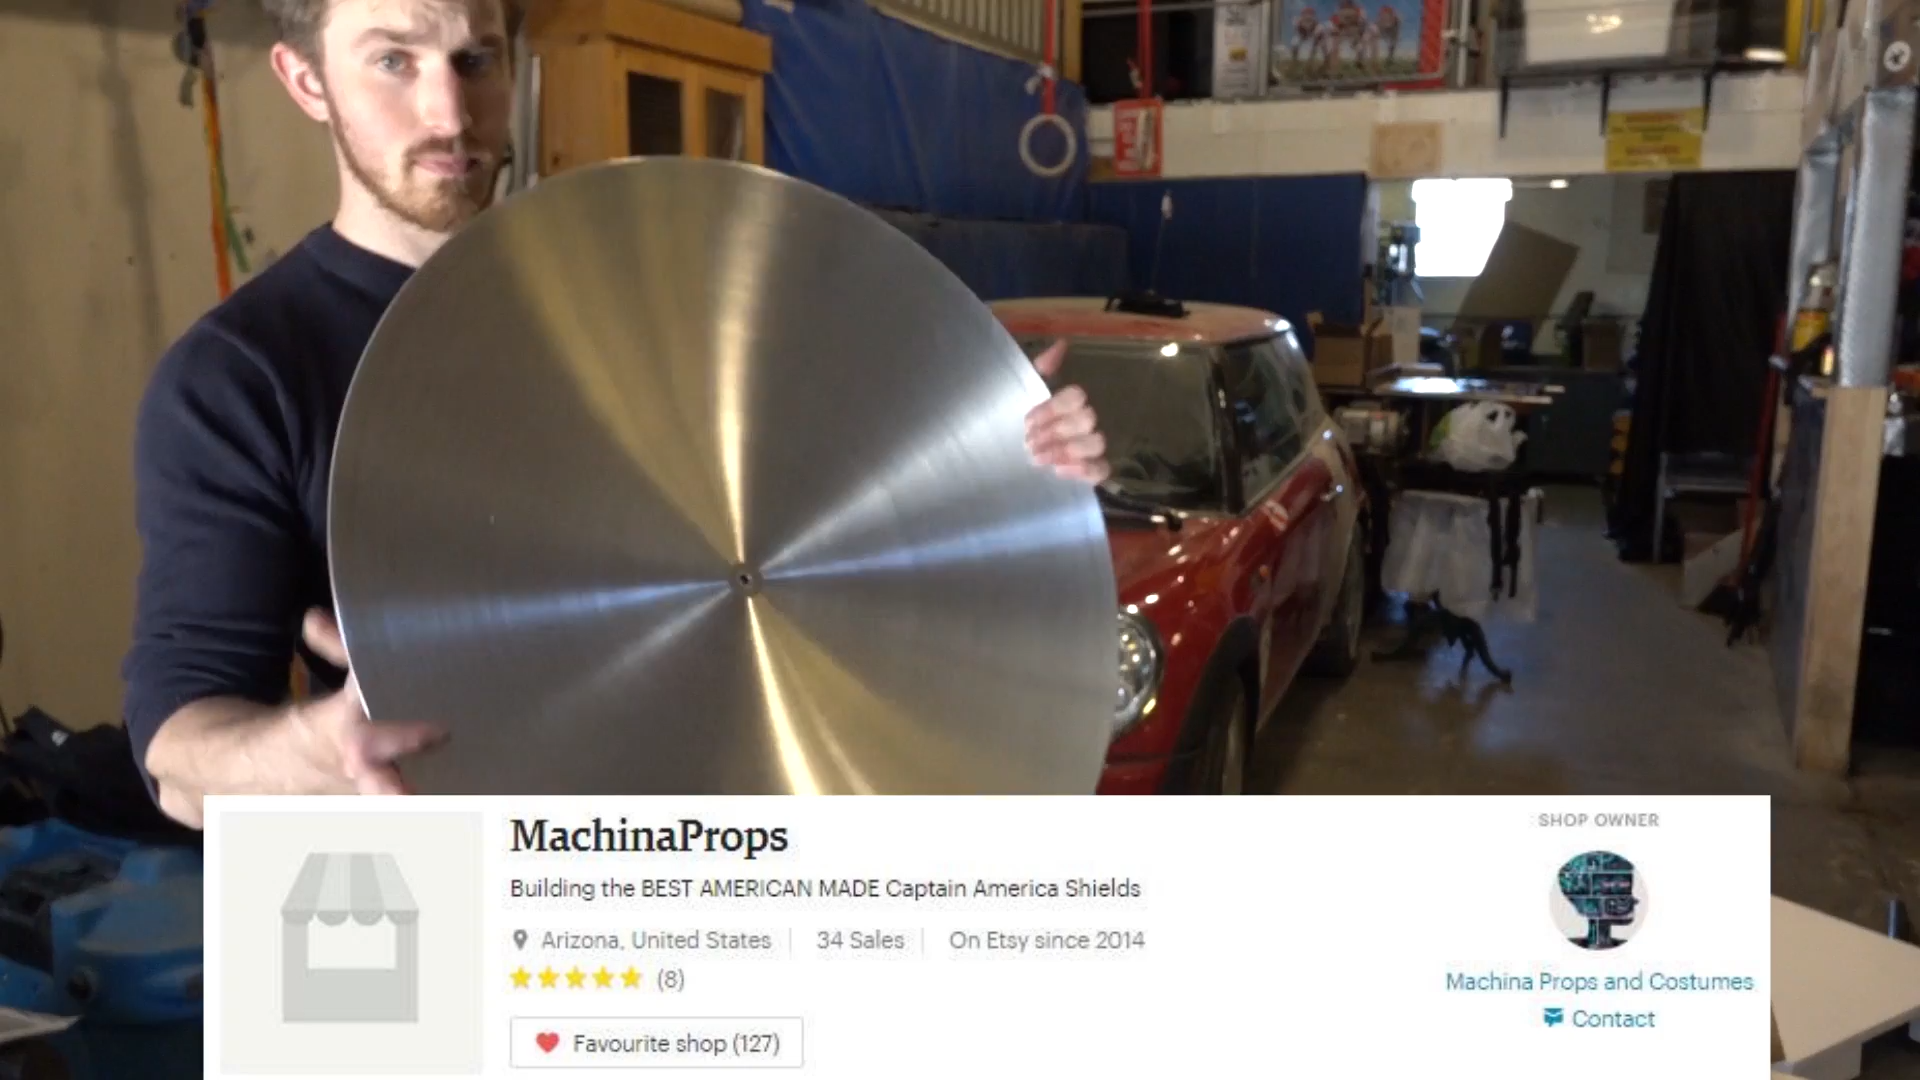 MachinaProps
Building the BEST AMERICAN MADE Captain America Shields
Arizona, United States
34 Sales
On Etsy since 2014
(8)
Favourite shop (127)
SHOP OWNER
Machina Props and Costumes
Contact